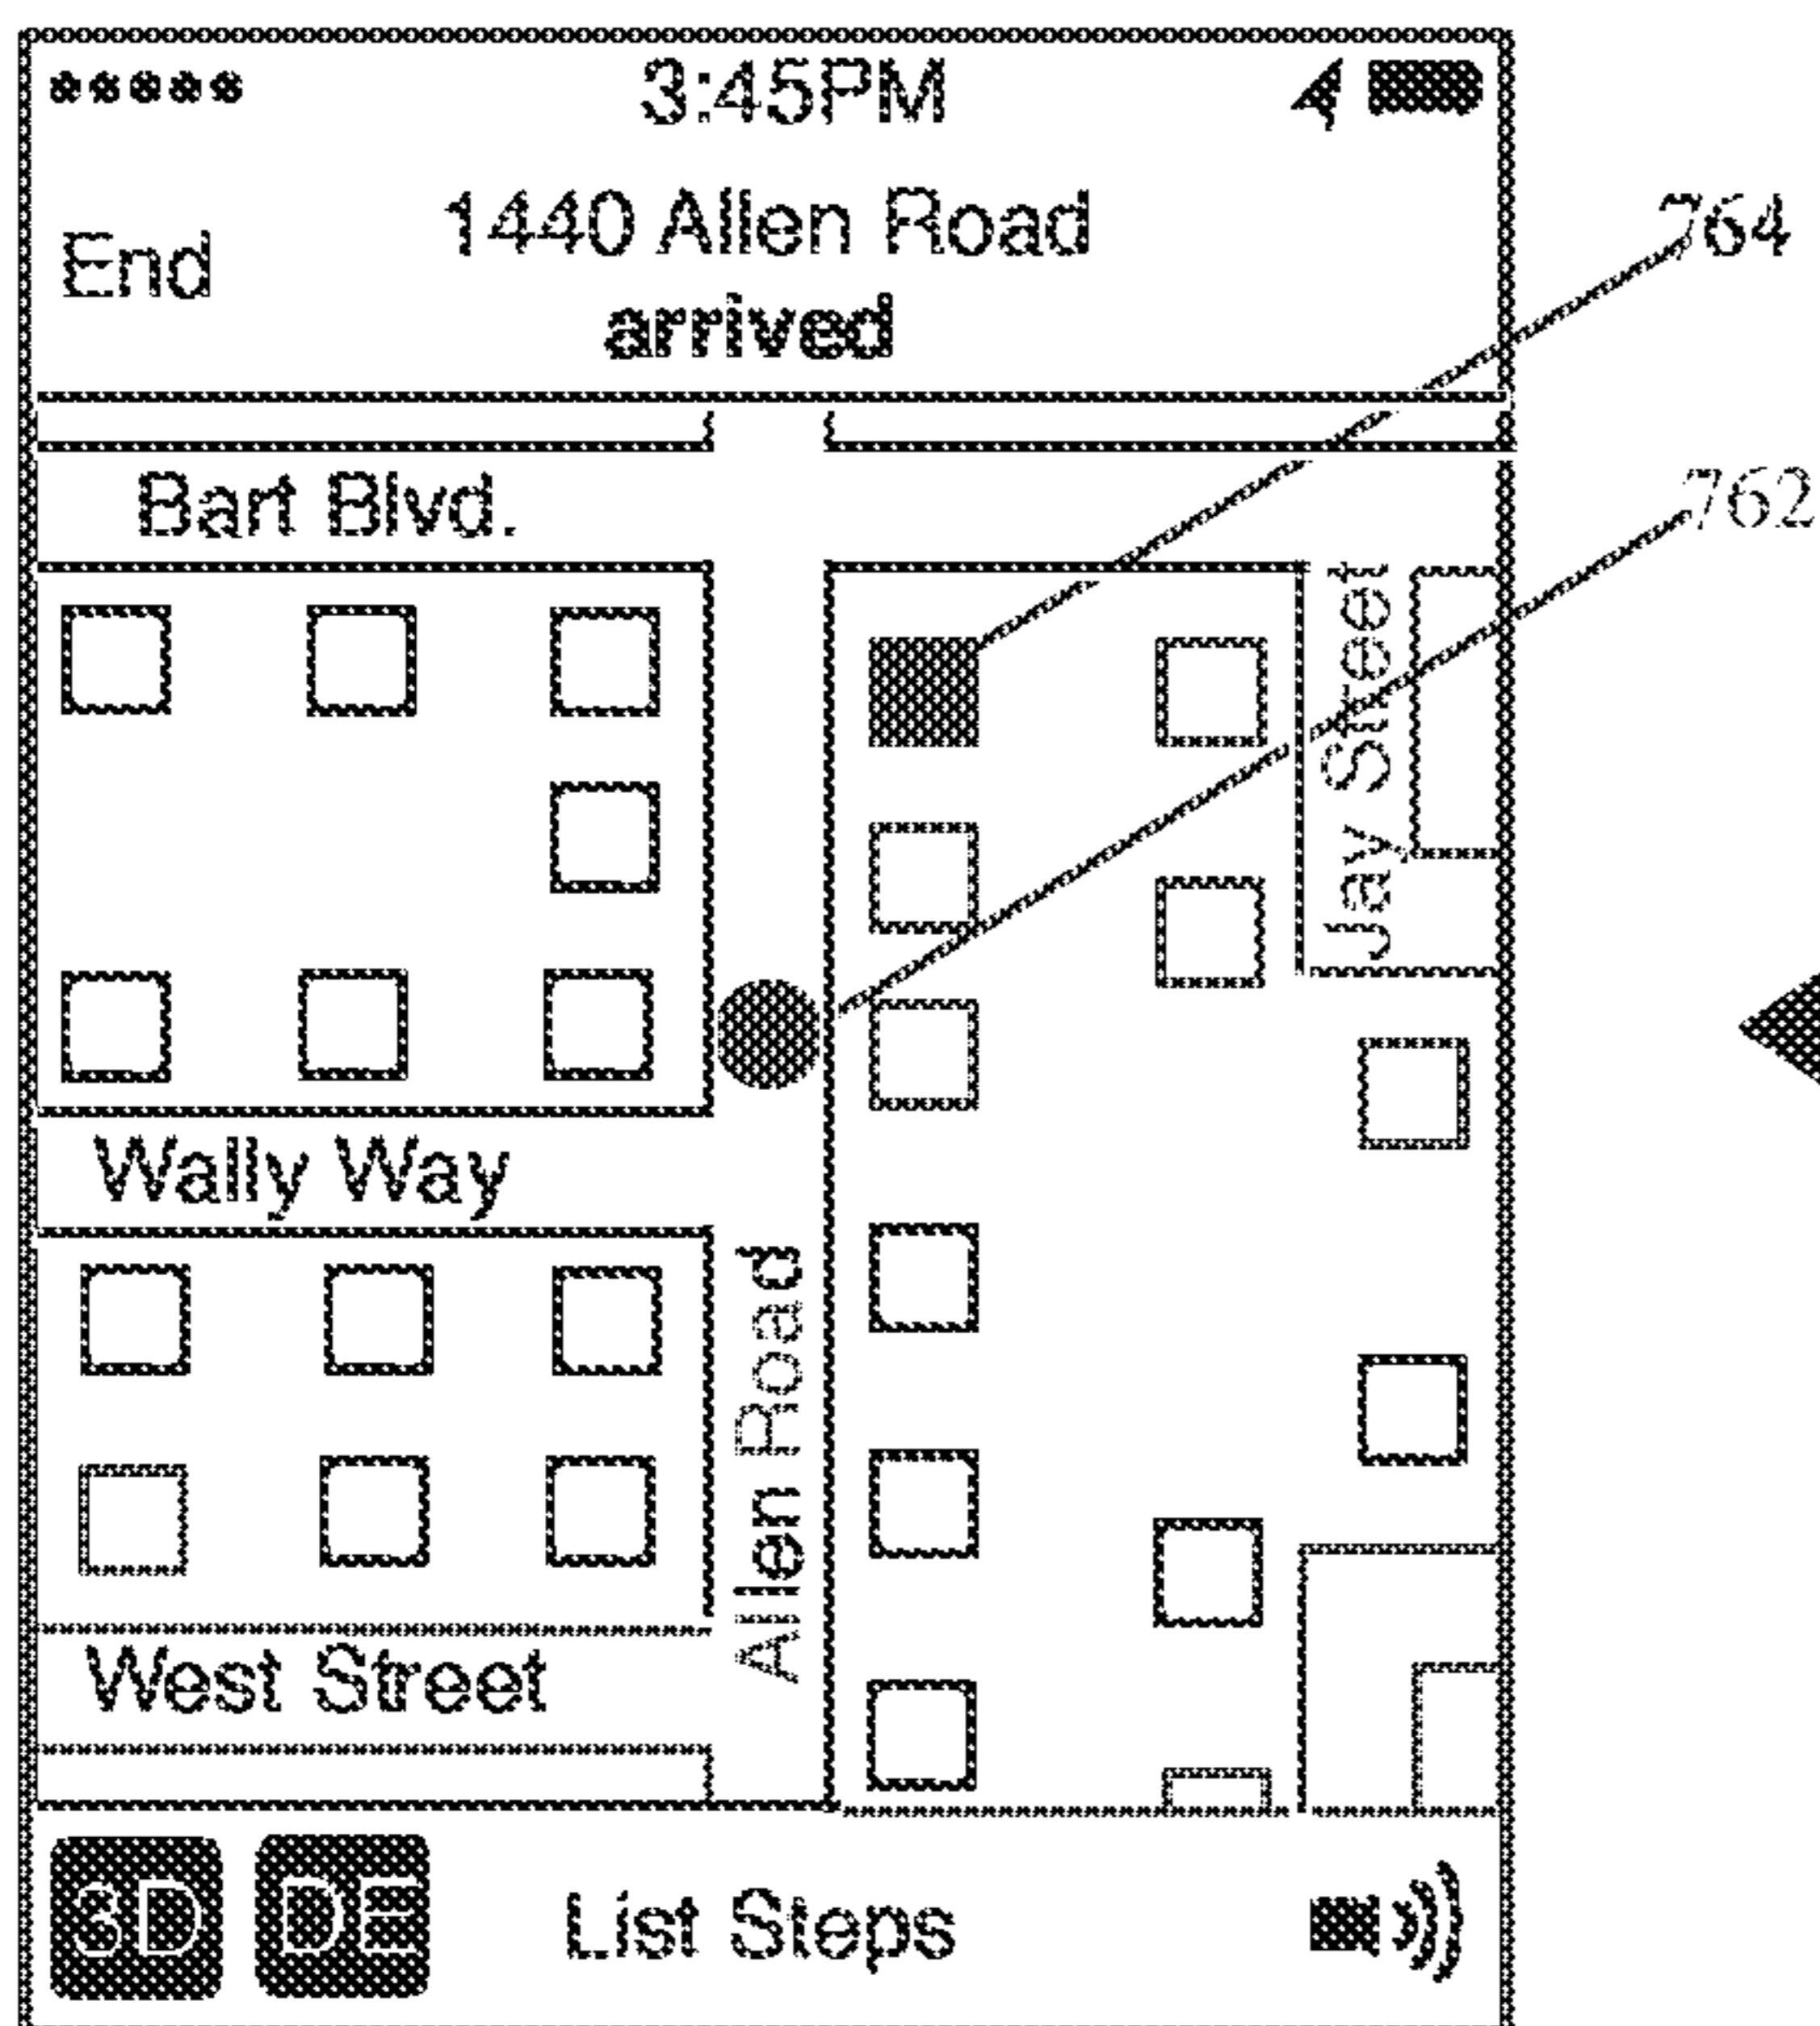 3:45PM
1440 Allen Road
End
arrived
764
762
Bart Blvd.
Jay Street
Wally Way
Allen Road
West Street
3D
List Steps